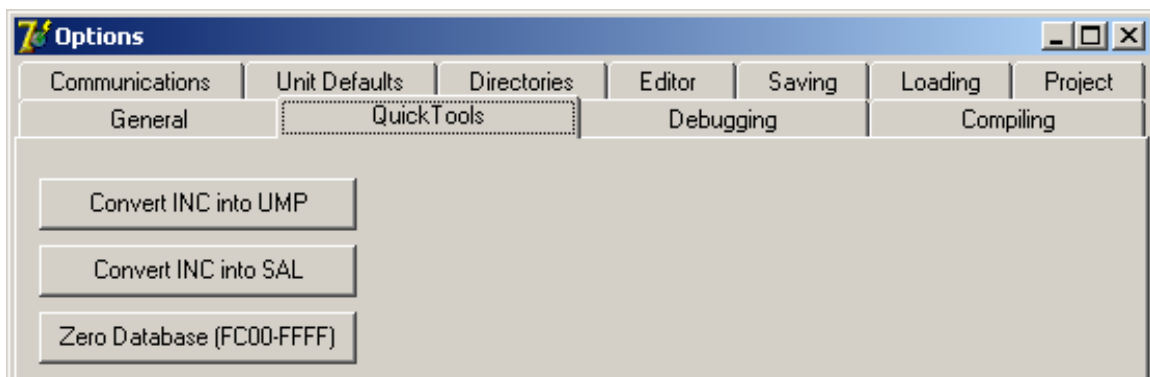 Options
Communications Unit Defaults Directories Editor Saving Loading Project
General QuickTools Debugging Compiling
Convert INC into UMP
Convert INC into SAL
Zero Database (FC00-FFFF)